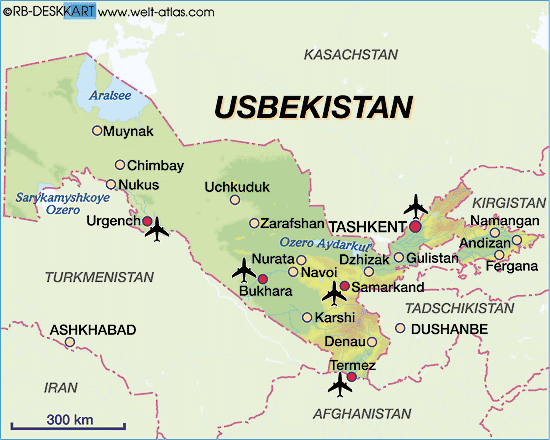 ©RB-DESKKART www.welt-atlas.com
KASACHSTAN
Aralsee
USBEKISTAN
Muynak
Chimbay
Nukus
Sarykamyshkoye
Ozero
Uchkuduk
KIRGISTAN
Urgench
Zarafshan
TASHKENT
Namangan
Ozero Aydarkul
Andizan
Nurata
Dzhizak
Gulistan
Fergana
TURKMENISTAN
Navoi
Bukhara
Samarkand
TADSCHIKISTAN
Karshi
ASHKHABAD
DUSHANBE
Denau
Termez
IRAN
AFGHANISTAN
300 km